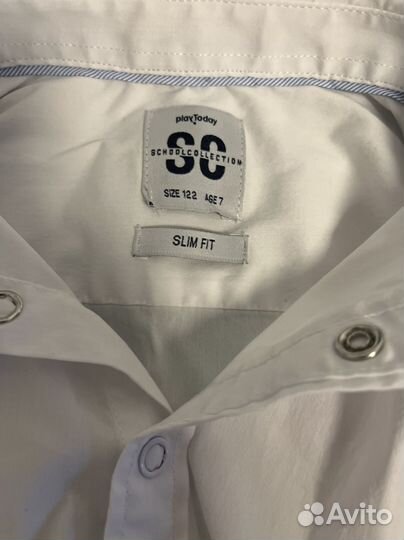 playToday
SC
SCHOOLCOLLECTION
SIZE 122 AGE 7
SLIM FIT
Avito